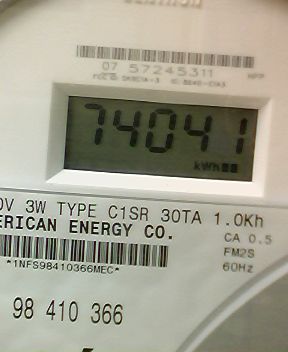 07 57245311
HPP
74041
kWh
0V 3W TYPE C1SR 30TA 1.0Kh
ERICAN ENERGY CO.
CA 0.5
FM2S
60Hz
*1NFS98410366MEC*
98 410 366